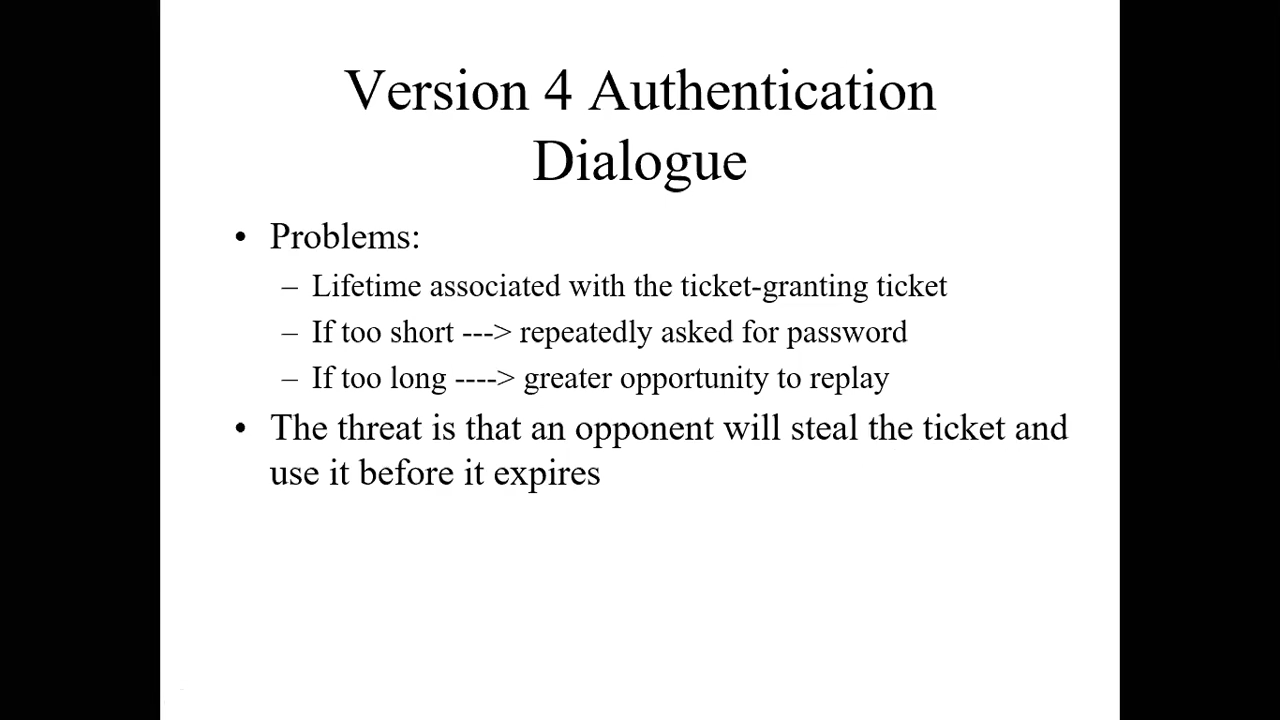 Version 4 Authentication
Dialogue
• Problems:
– Lifetime associated with the ticket-granting ticket
– If too short ---> repeatedly asked for password
– If too long ----> greater opportunity to replay
• The threat is that an opponent will steal the ticket and
use it before it expires